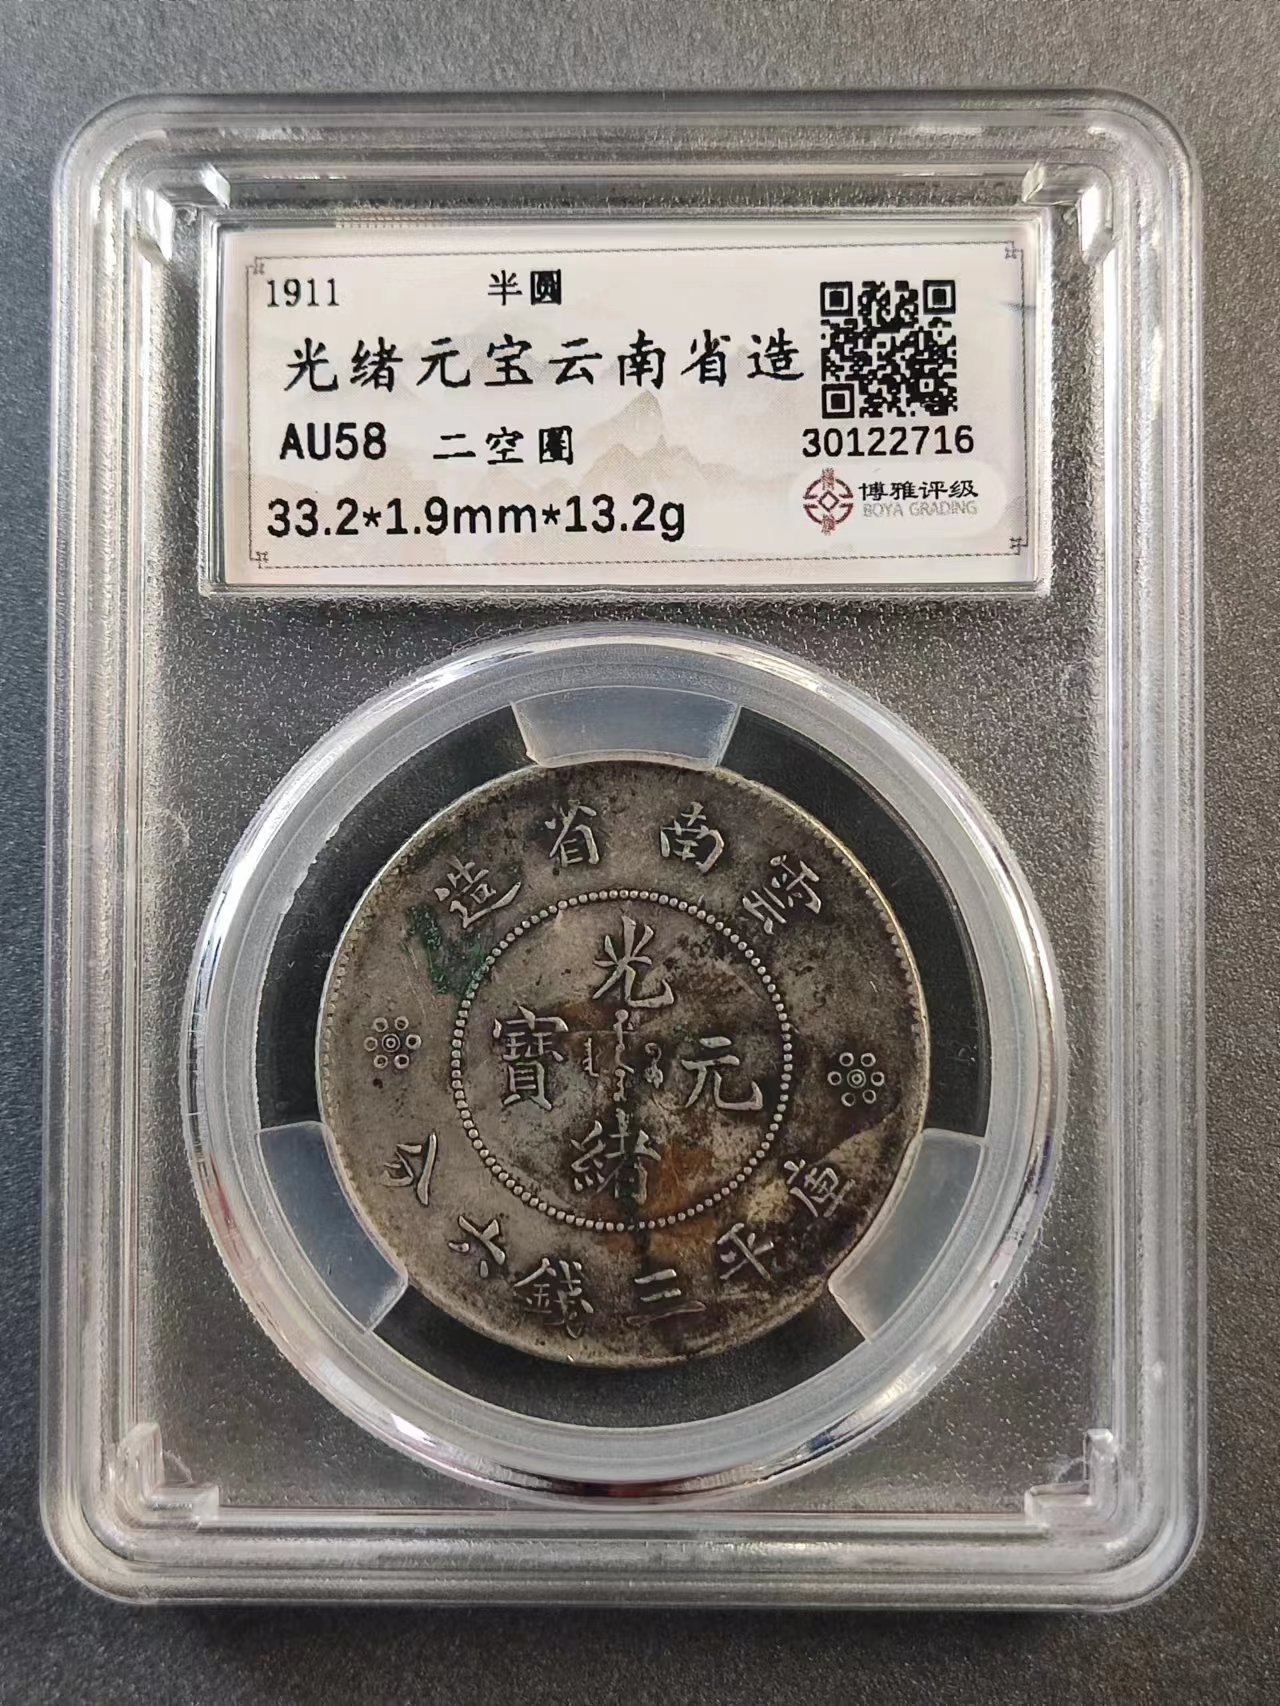 1911 半圆
光绪元宝云南省造
AU58 二空圈
30122716
33.2*1.9mm*13.2g
博雅评级
BOYA GRADING
雲南省造
光緒元寶
庫平三錢六分